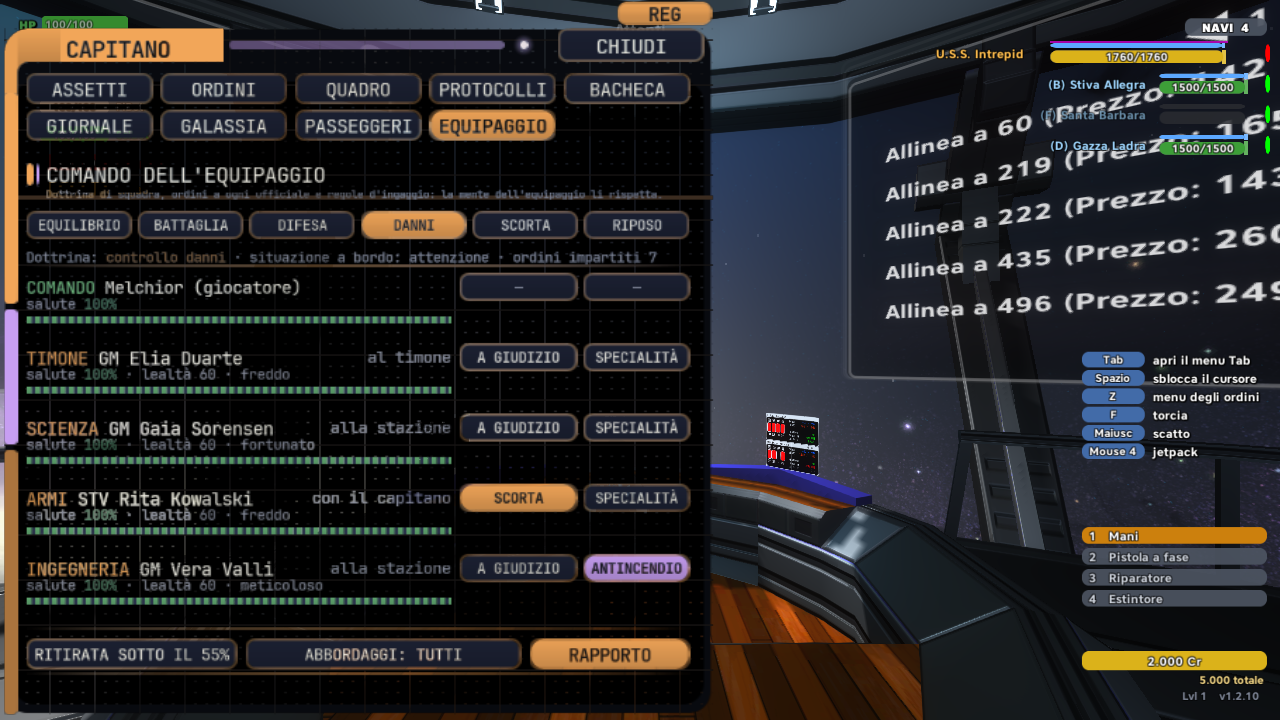 HP 100/100
REG
NAVI 4
CAPITANO
CHIUDI
U.S.S. Intrepid
1760/1760
ASSETTI
ORDINI
QUADRO
PROTOCOLLI
BACHECA
(B) Stiva Allegra
1500/1500
GIORNALE
GALASSIA
PASSEGGERI
EQUIPAGGIO
(F) Santa Barbara
(D) Gazza Ladra
1500/1500
Allinea a 60 (Prezzo:
Allinea a 219 (Prezzo:
Allinea a 222 (Prezzo: 143
Allinea a 435 (Prezzo: 260
Allinea a 496 (Prezzo: 249
COMANDO DELL'EQUIPAGGIO
Dottrina di squadra, ordini a ogni ufficiale e regole d'ingaggio: la mente dell'equipaggio li rispetta.
EQUILIBRIO
BATTAGLIA
DIFESA
DANNI
SCORTA
RIPOSO
Dottrina: controllo danni · situazione a bordo: attenzione · ordini impartiti 7
COMANDO Melchior (giocatore)
—
—
salute 100%
TIMONE GM Elia Duarte
al timone
A GIUDIZIO
SPECIALITÀ
salute 100% · lealtà 60 · freddo
SCIENZA GM Gaia Sorensen
alla stazione
A GIUDIZIO
SPECIALITÀ
salute 100% · lealtà 60 · fortunato
ARMI STV Rita Kowalski
con il capitano
SCORTA
SPECIALITÀ
salute 100% · lealtà 60 · freddo
INGEGNERIA GM Vera Valli
alla stazione
A GIUDIZIO
ANTINCENDIO
salute 100% · lealtà 60 · meticoloso
RITIRATA SOTTO IL 55%
ABBORDAGGI: TUTTI
RAPPORTO
Tab apri il menu Tab
Spazio sblocca il cursore
Z menu degli ordini
F torcia
Maiusc scatto
Mouse 4 jetpack
1 Mani
2 Pistola a fase
3 Riparatore
4 Estintore
2.000 Cr
5.000 totale
Lvl 1 v1.2.10